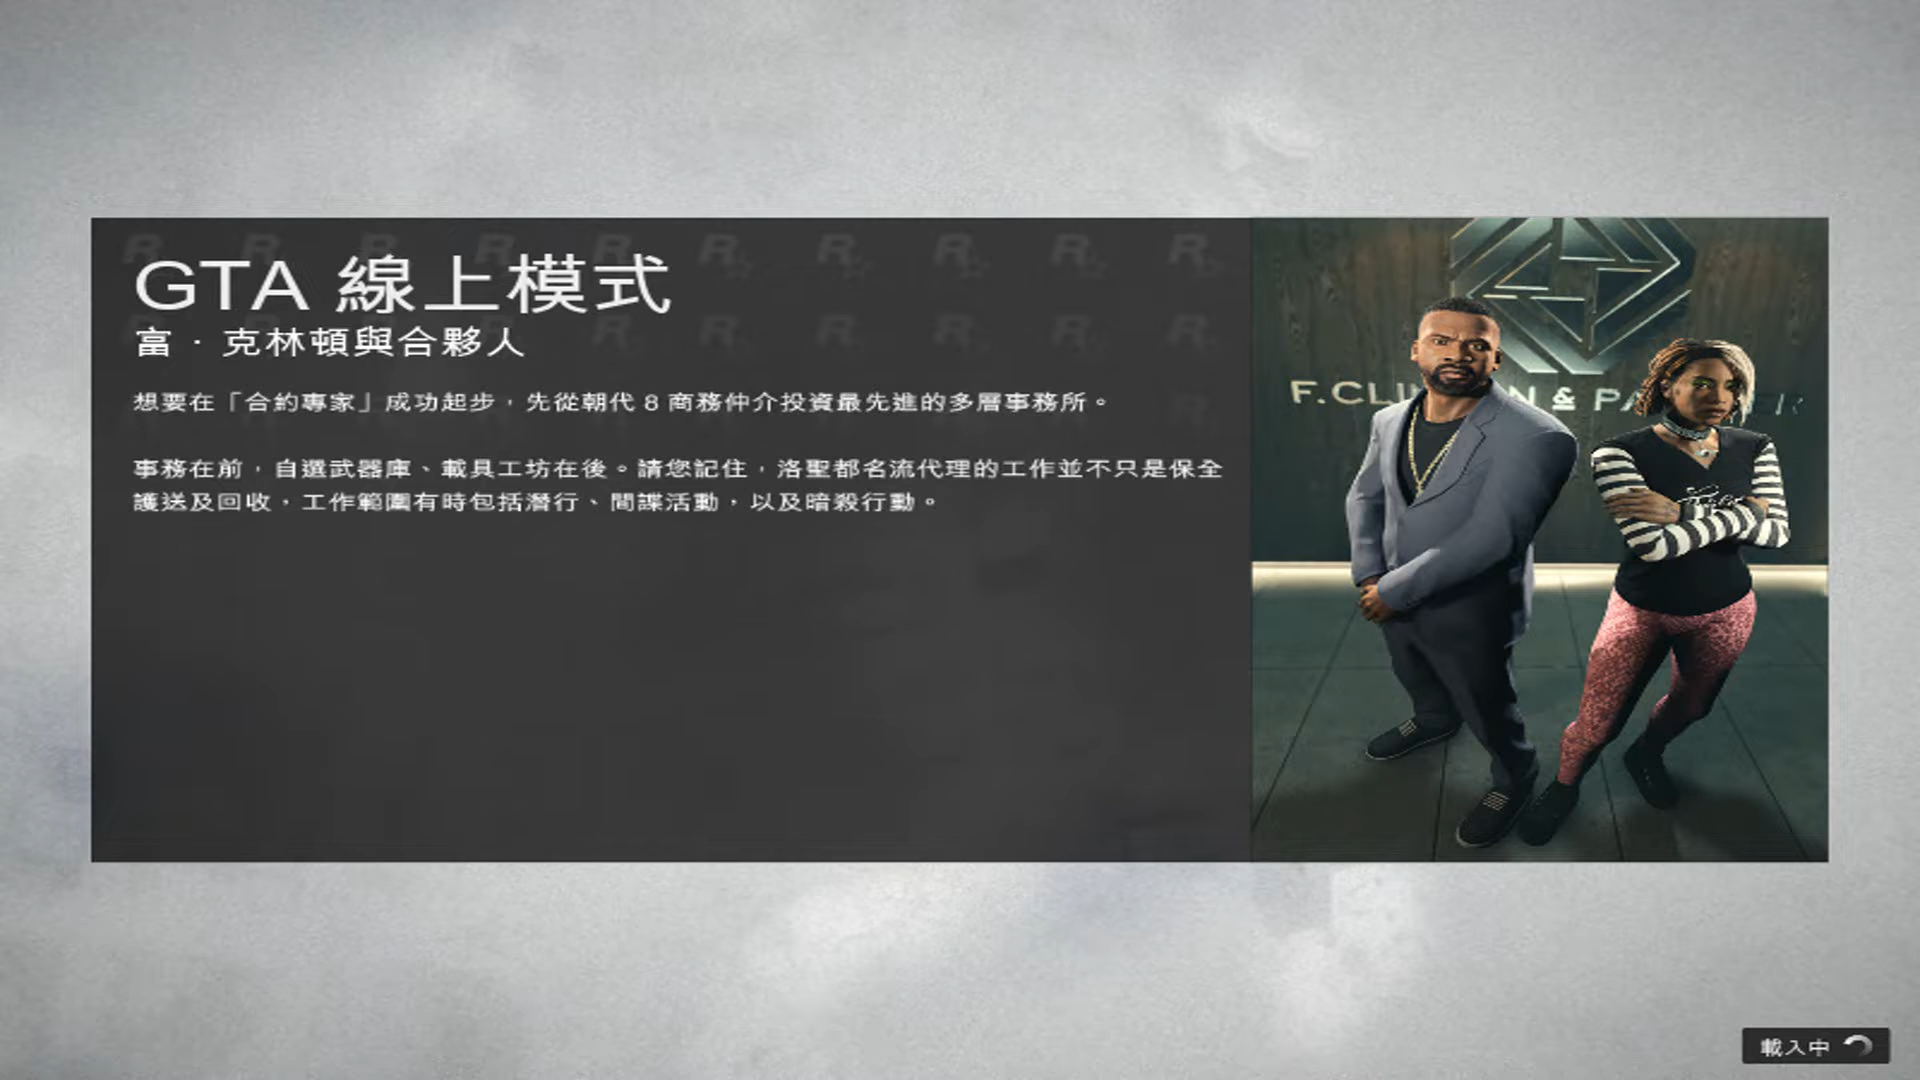 GTA 線上模式
富．克林頓與合夥人
想要在「合約專家」成功起步，先從朝代 8 商務仲介投資最先進的多層事務所。
事務在前，自選武器庫、載具工坊在後。請您記住，洛聖都名流代理的工作並不只是保全
護送及回收，工作範圍有時包括潛行、間諜活動，以及暗殺行動。
載入中